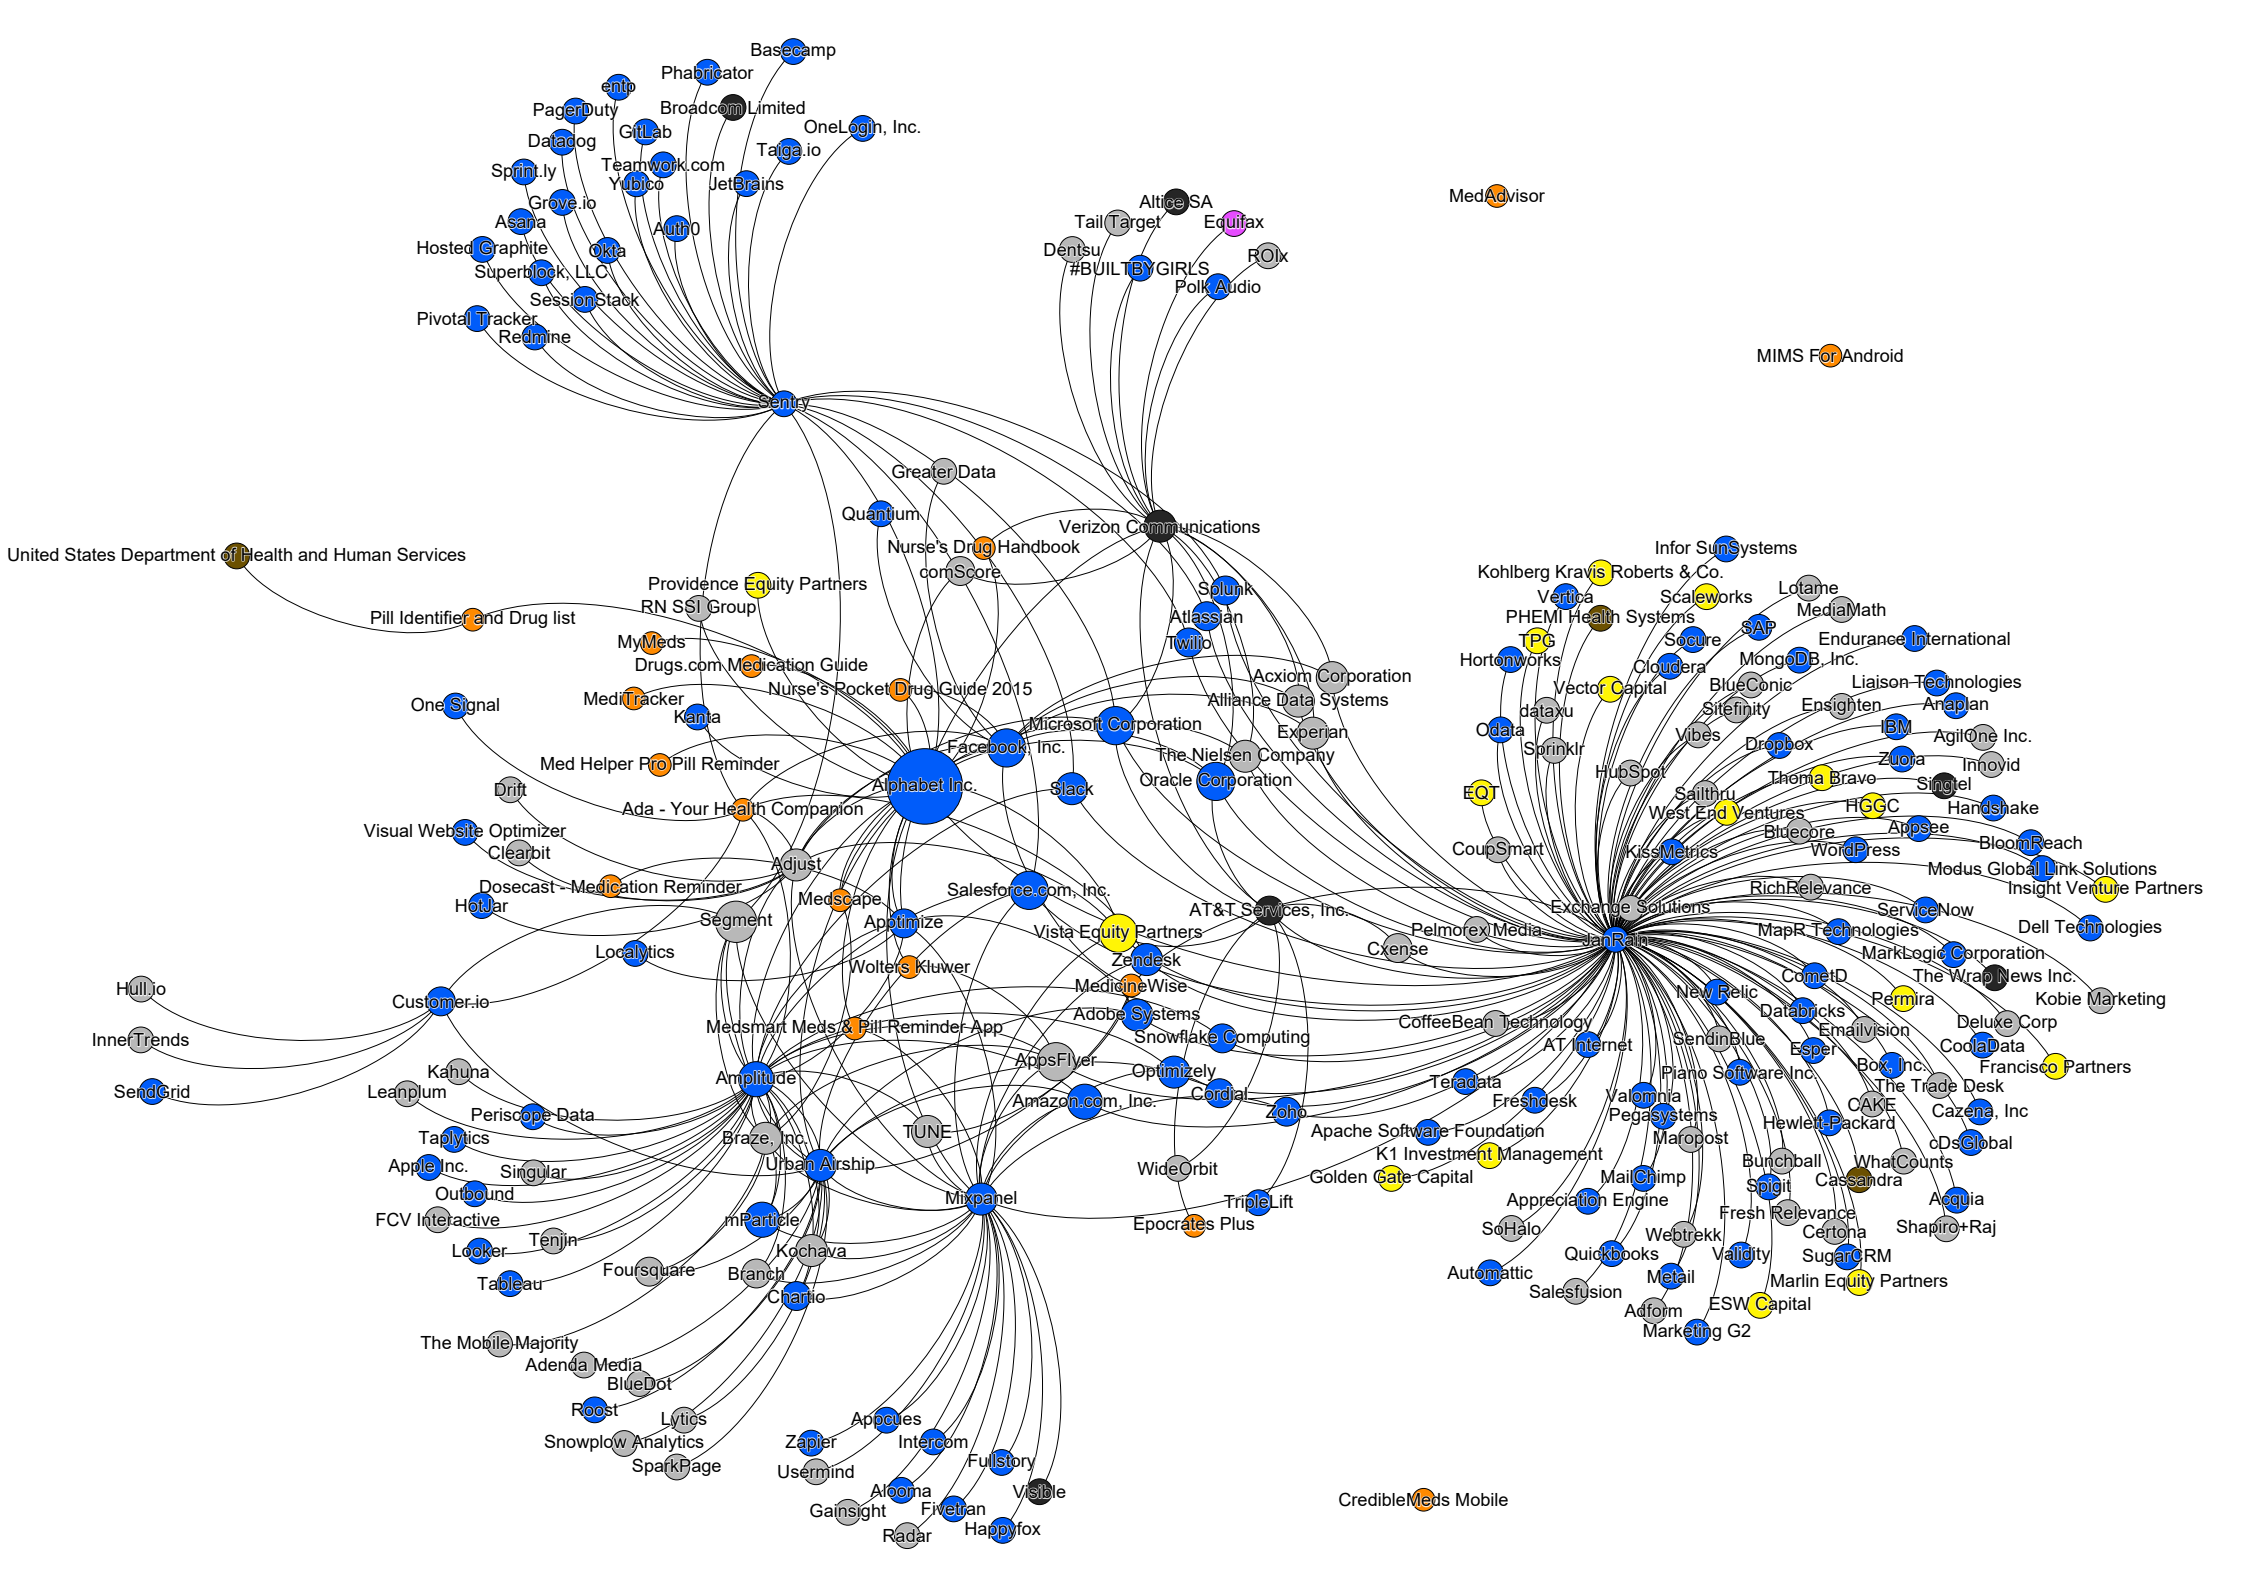 Basecamp
Phabricator
entp
Broadcom Limited
PagerDuty
OneLogin, Inc.
GitLab
Datadog
Taiga.io
Teamwork.com
Sprint.ly
Yubico
JetBrains
MedAdvisor
Grove.io
Altice SA
Asana
Tail Target
Equifax
Auth0
Hosted Graphite
Okta
Dentsu
ROIx
Superblock, LLC
#BUILTBYGIRLS
Polk Audio
SessionStack
Pivotal Tracker
Redmine
MIMS For Android
Sentry
Greater Data
Quantium
Verizon Communications
Nurse's Drug Handbook
Infor SunSystems
United States Department of Health and Human Services
comScore
Kohlberg Kravis Roberts & Co.
Providence Equity Partners
Splunk
Lotame
Vertica
Scaleworks
RN SSI Group
MediaMath
Pill Identifier and Drug list
Atlassian
PHEMI Health Systems
SAP
MyMeds
Twilio
TPG
Socure
Endurance International
Hortonworks
MongoDB, Inc.
Drugs.com Medication Guide
Cloudera
Acxiom Corporation
Liaison Technologies
BlueConic
Nurse's Pocket Drug Guide 2015
Vector Capital
MediTracker
Alliance Data Systems
One Signal
Ensighten
Anaplan
Sitefinity
dataxu
Kanta
Microsoft Corporation
IBM
Experian
Odata
Vibes
AgilOne Inc.
Dropbox
Facebook, Inc.
Sprinklr
The Nielsen Company
Zuora
Med Helper Pro Pill Reminder
Innovid
HubSpot
Thoma Bravo
Oracle Corporation
Alphabet Inc.
Singtel
Drift
Slack
EQT
Sailthru
HGGC
Handshake
Ada - Your Health Companion
West End Ventures
Appsee
Visual Website Optimizer
Bluecore
BloomReach
CoupSmart
KissMetrics
WordPress
Clearbit
Adjust
Modus Global Link Solutions
Dosecast - Medication Reminder
RichRelevance
Insight Venture Partners
Salesforce.com, Inc.
Medscape
HotJar
Exchange Solutions
AT&T Services, Inc.
ServiceNow
Segment
Apptimize
Dell Technologies
Pelmorex Media
MapR Technologies
Vista Equity Partners
JanRain
Cxense
Localytics
MarkLogic Corporation
Zendesk
Wolters Kluwer
CometD
The Wrap News Inc.
MedicineWise
Hull.io
New Relic
Permira
Kobie Marketing
Customer.io
Databricks
Adobe Systems
CoffeeBean Technology
Deluxe Corp
Medsmart Meds & Pill Reminder App
Emailvision
InnerTrends
Snowflake Computing
SendinBlue
AT Internet
CoolaData
Esper
AppsFlyer
Box, Inc.
Francisco Partners
Kahuna
Optimizely
Piano Software Inc.
Amplitude
Teradata
The Trade Desk
SendGrid
Leanplum
Cordial
Valomnia
Amazon.com, Inc.
Freshdesk
CAKE
Zoho
Cazena, Inc
Periscope Data
Pegasystems
Hewlett-Packard
TUNE
Apache Software Foundation
Taplytics
Braze, Inc.
Maropost
cDsGlobal
K1 Investment Management
Bunchball
WhatCounts
Apple Inc.
Singular
Urban Airship
WideOrbit
Golden Gate Capital
MailChimp
Cassandra
Spigit
Outbound
Mixpanel
TripleLift
Appreciation Engine
Acquia
FCV Interactive
mParticle
Epocrates Plus
Fresh Relevance
SoHalo
Shapiro+Raj
Webtrekk
Certona
Tenjin
Looker
Kochava
Quickbooks
Validity
SugarCRM
Foursquare
Branch
Automattic
Metail
Marlin Equity Partners
Tableau
Salesfusion
Chartio
ESW Capital
Adform
Marketing G2
The Mobile Majority
Adenda Media
BlueDot
Roost
Lytics
Appcues
Snowplow Analytics
Zapier
Intercom
SparkPage
Usermind
Fullstory
Alooma
Visible
CredibleMeds Mobile
Gainsight
Fivetran
Radar
Happyfox